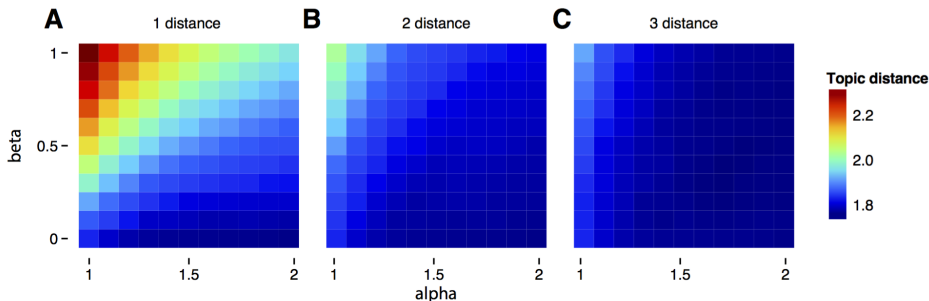 A 1 distance
B 2 distance
C 3 distance
beta
1
0.5
0
1 1.5 2
1 1.5 2
1 1.5 2
alpha
Topic distance
2.2
2.0
1.8